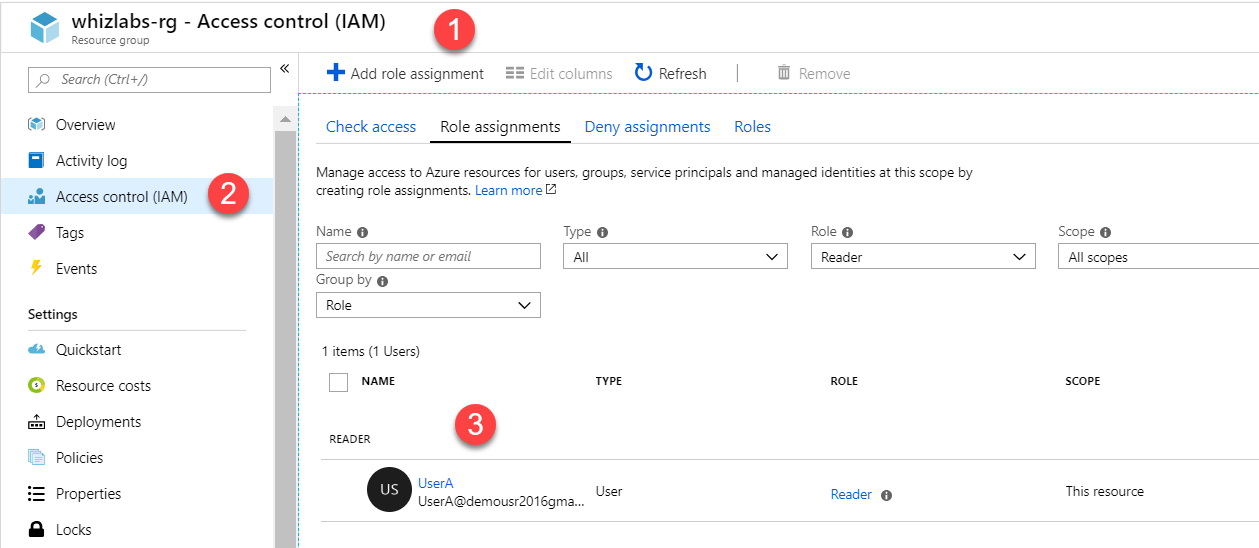 whizlabs-rg - Access control (IAM)
Resource group
1
Search (Ctrl+/)
«
Overview
Activity log
Access control (IAM)
2
Tags
Events
Settings
Quickstart
Resource costs
Deployments
Policies
Properties
Locks
Add role assignment Edit columns Refresh Remove
Check access Role assignments Deny assignments Roles
Manage access to Azure resources for users, groups, service principals and managed identities at this scope by
creating role assignments. Learn more
Name Type Role Scope
Search by name or email All Reader All scopes
Group by
Role
1 items (1 Users)
NAME TYPE ROLE SCOPE
3
READER
US UserA
UserA@demousr2016gma... User Reader This resource